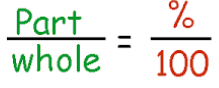 Part = %
whole 100